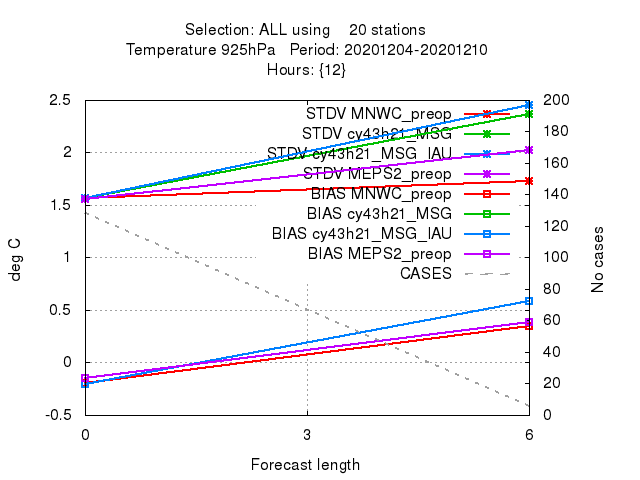 Selection: ALL using    20 stations
Temperature 925hPa   Period: 20201204-20201210
Hours: {12}
2.5
2
1.5
1
0.5
0
-0.5
deg C
STDV MNWC_preop
STDV cy43h21_MSG
STDV cy43h21_MSG_IAU
STDV MEPS2_preop
BIAS MNWC_preop
BIAS cy43h21_MSG
BIAS cy43h21_MSG_IAU
BIAS MEPS2_preop
CASES
200
180
160
140
120
100
80
60
40
20
0
No cases
0 3 6
Forecast length